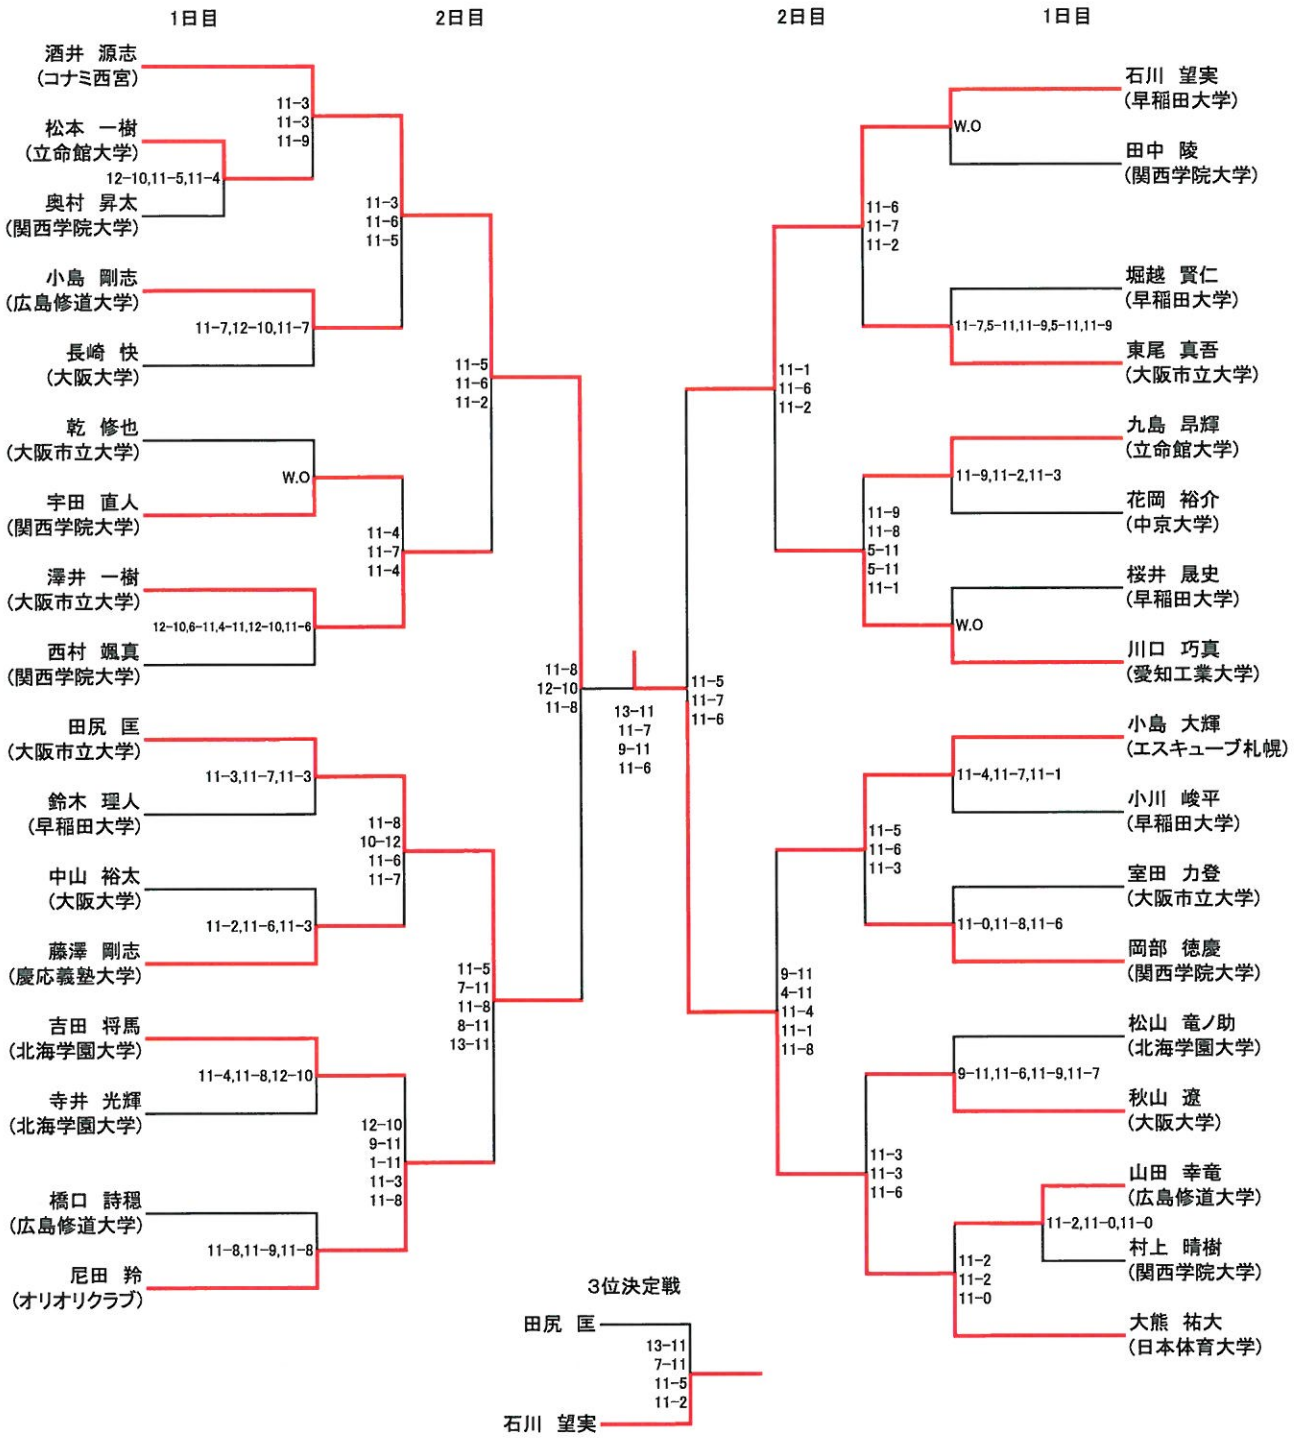 1日目
2日目
2日目
1日目
酒井 源志
(コナミ西宮)
11-3
11-3
11-9
松本 一樹
(立命館大学)
12-10,11-5,11-4
奥村 昇太
(関西学院大学)
11-3
11-6
11-5
小島 剛志
(広島修道大学)
11-7,12-10,11-7
長崎 快
(大阪大学)
11-5
11-6
11-2
乾 修也
(大阪市立大学)
W.O
宇田 直人
(関西学院大学)
11-4
11-7
11-4
澤井 一樹
(大阪市立大学)
12-10,6-11,4-11,12-10,11-6
西村 颯真
(関西学院大学)
11-8
12-10
11-8
田尻 匡
(大阪市立大学)
11-3,11-7,11-3
鈴木 理人
(早稲田大学)
11-8
10-12
11-6
11-7
中山 裕太
(大阪大学)
11-2,11-6,11-3
藤澤 剛志
(慶応義塾大学)
11-5
7-11
11-8
8-11
13-11
吉田 将馬
(北海学園大学)
11-4,11-8,12-10
寺井 光輝
(北海学園大学)
12-10
9-11
1-11
11-3
11-8
橋口 詩穏
(広島修道大学)
11-8,11-9,11-8
尼田 羚
(オリオリクラブ)
13-11
11-7
9-11
11-6
石川 望実
(早稲田大学)
W.O
田中 陵
(関西学院大学)
11-6
11-7
11-2
堀越 賢仁
(早稲田大学)
11-7,5-11,11-9,5-11,11-9
東尾 真吾
(大阪市立大学)
11-1
11-6
11-2
九島 昂輝
(立命館大学)
11-9,11-2,11-3
花岡 裕介
(中京大学)
11-9
11-8
5-11
5-11
11-1
桜井 晟史
(早稲田大学)
W.O
川口 巧真
(愛知工業大学)
11-5
11-7
11-6
小島 大輝
(エスキューブ札幌)
11-4,11-7,11-1
小川 峻平
(早稲田大学)
11-5
11-6
11-3
室田 力登
(大阪市立大学)
11-0,11-8,11-6
岡部 徳慶
(関西学院大学)
9-11
4-11
11-4
11-1
11-8
松山 竜ノ助
(北海学園大学)
9-11,11-6,11-9,11-7
秋山 遼
(大阪大学)
11-3
11-3
11-6
山田 幸竜
(広島修道大学)
11-2,11-0,11-0
村上 晴樹
(関西学院大学)
11-2
11-2
11-0
大熊 祐大
(日本体育大学)
3位決定戦
田尻 匡
13-11
7-11
11-5
11-2
石川 望実